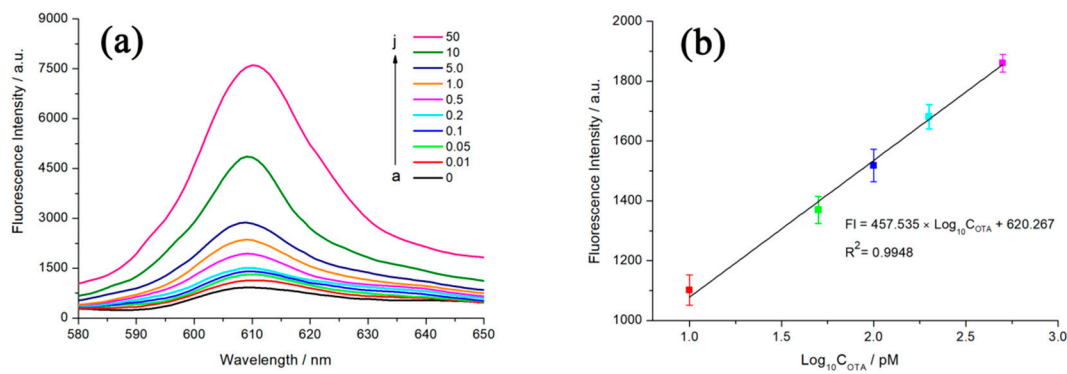 (a)
Fluorescence Intensity / a.u.
9000
7500
6000
4500
3000
1500
0
580 590 600 610 620 630 640 650
Wavelength / nm
j
a
50
10
5.0
1.0
0.5
0.2
0.1
0.05
0.01
0
(b)
Fluorescence Intensity / a.u.
2000
1800
1600
1400
1200
1000
FI = 457.535 × Log₁₀C_OTA + 620.267
R² = 0.9948
1.0 1.5 2.0 2.5 3.0
Log₁₀C_OTA / pM